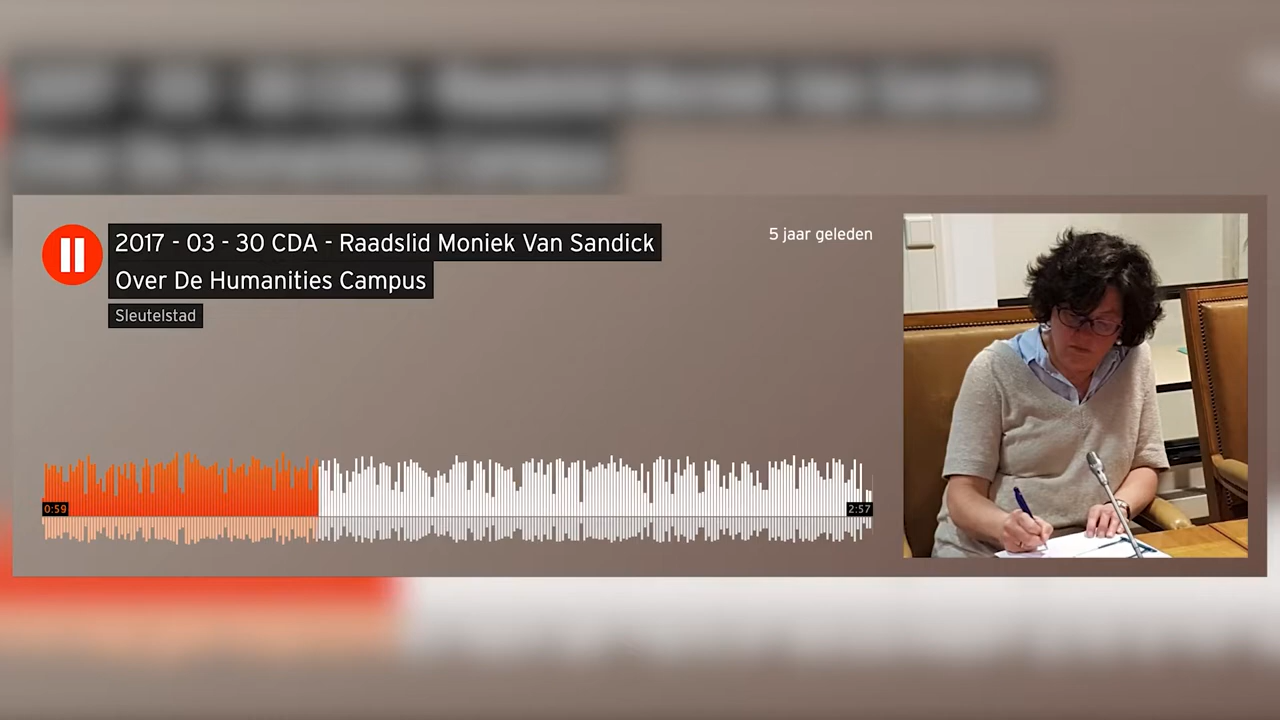 2017 - 03 - 30 CDA - Raadslid Moniek Van Sandick
Over De Humanities Campus
Sleutelstad
5 jaar geleden
0:59
2:57